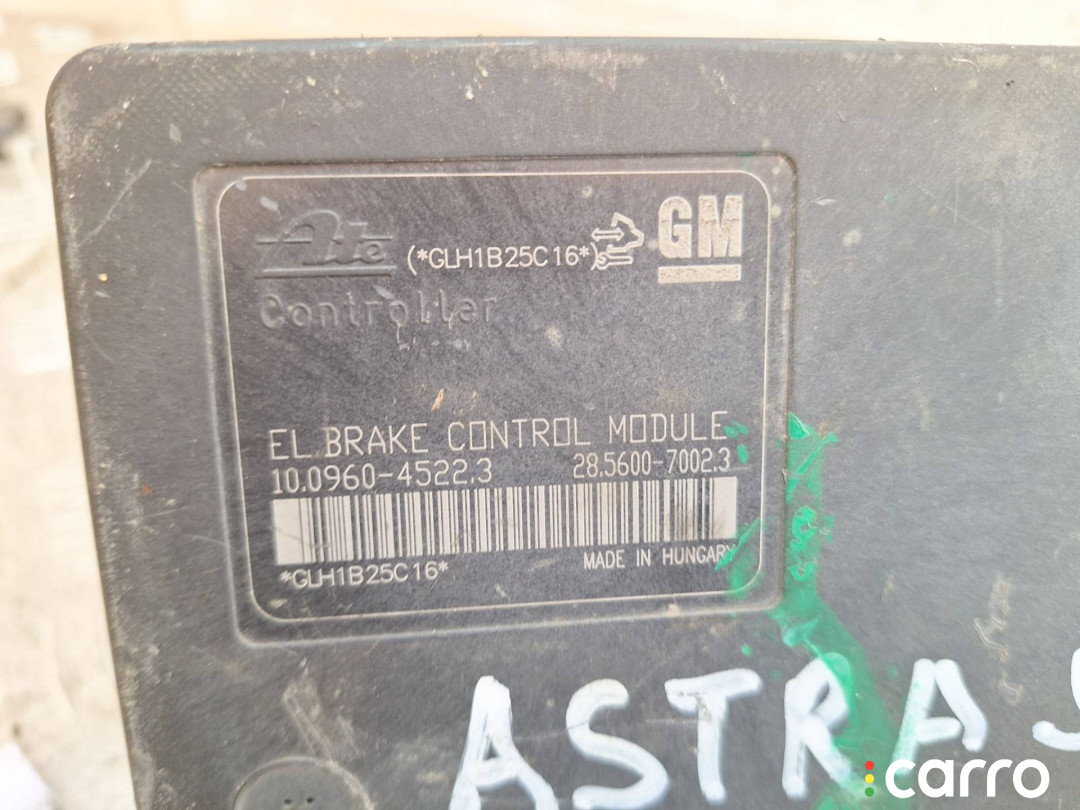 Ate
(*GLH1B25C16*)
GM
Controller
EL.BRAKE CONTROL MODULE
10.0960-4522.3 28.5600-7002.3
*GLH1B25C16*
MADE IN HUNGARY
ASTRA
carro